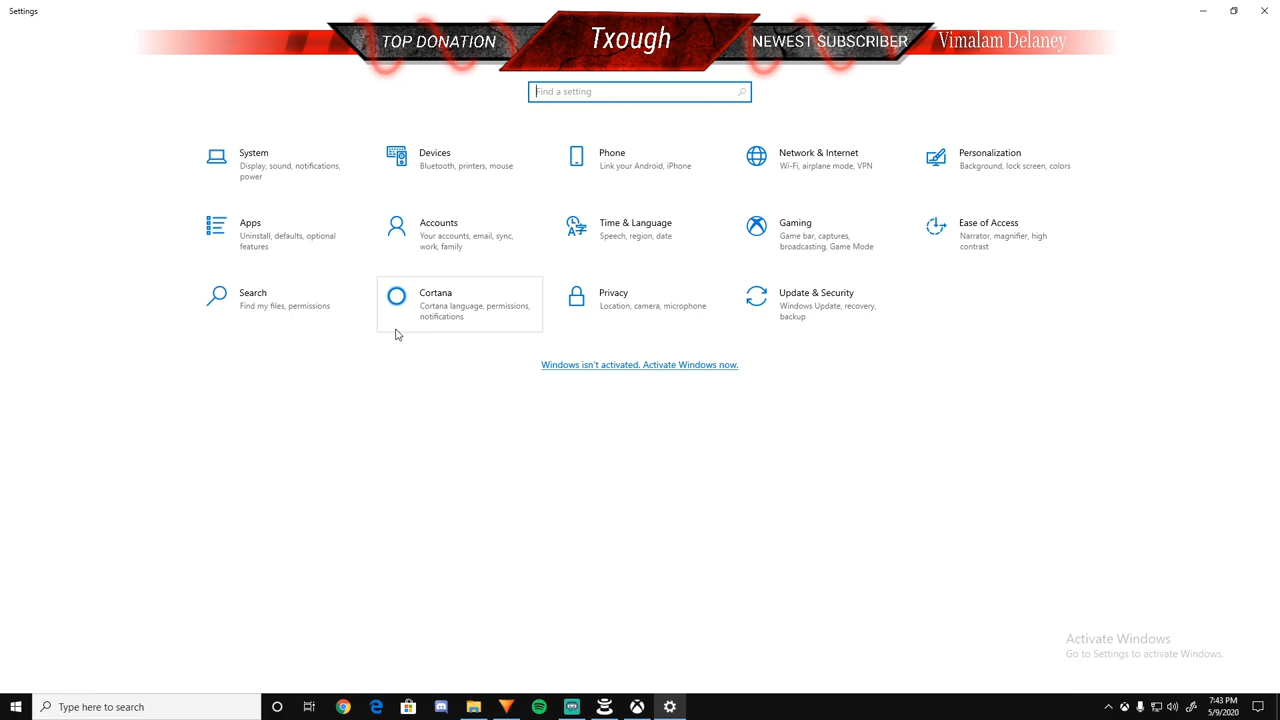 Settings
TOP DONATION
Txough
NEWEST SUBSCRIBER
Vimalam Delaney
Find a setting
System
Display, sound, notifications,
power
Devices
Bluetooth, printers, mouse
Phone
Link your Android, iPhone
Network & Internet
Wi-Fi, airplane mode, VPN
Personalization
Background, lock screen, colors
Apps
Uninstall, defaults, optional
features
Accounts
Your accounts, email, sync,
work, family
Time & Language
Speech, region, date
Gaming
Game bar, captures,
broadcasting, Game Mode
Ease of Access
Narrator, magnifier, high
contrast
Search
Find my files, permissions
Cortana
Cortana language, permissions,
notifications
Privacy
Location, camera, microphone
Update & Security
Windows Update, recovery,
backup
Windows isn't activated. Activate Windows now.
Activate Windows
Go to Settings to activate Windows.
Type here to search
7:43 PM
5/9/2020